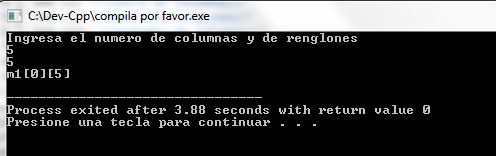 C:\Dev-Cpp\compila por favor.exe
Ingresa el numero de columnas y de renglones
5
5
m1[0][5]
--------------------------------
Process exited after 3.88 seconds with return value 0
Presione una tecla para continuar . . .